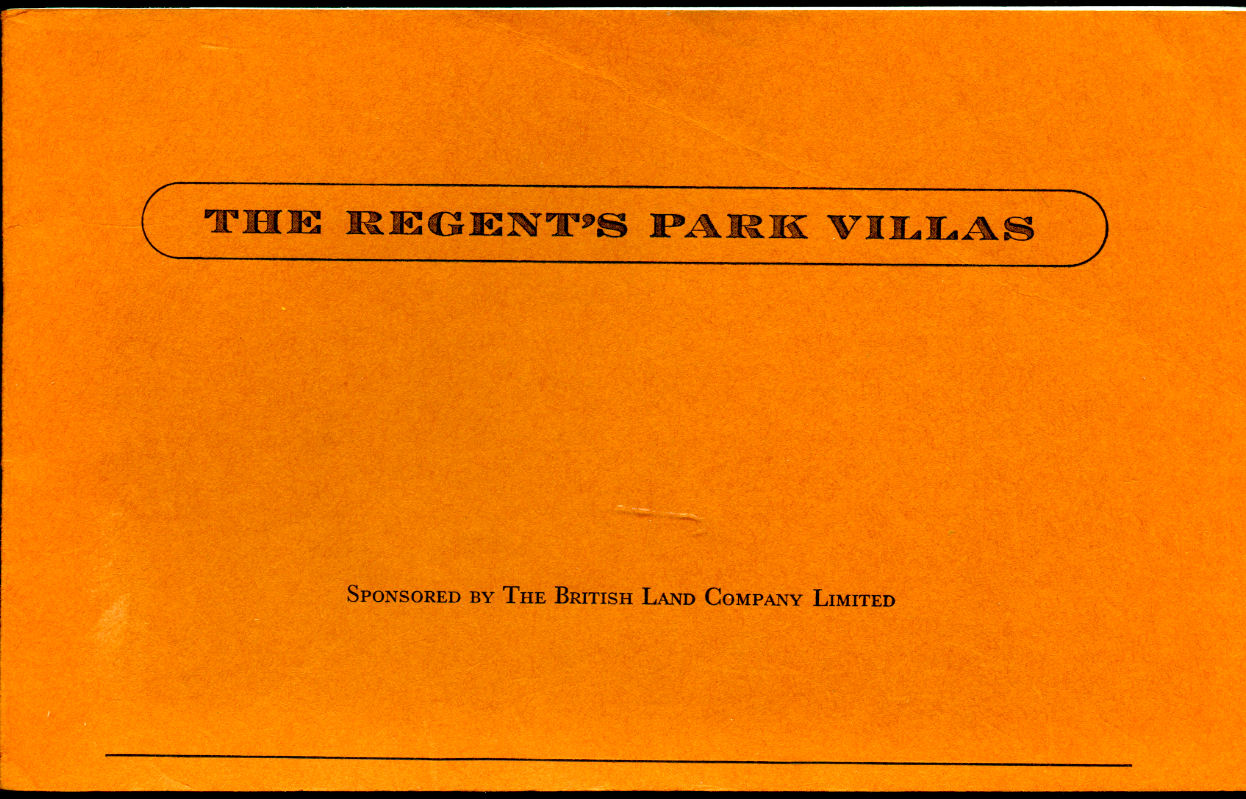 THE REGENT'S PARK VILLAS
Sponsored by The British Land Company Limited